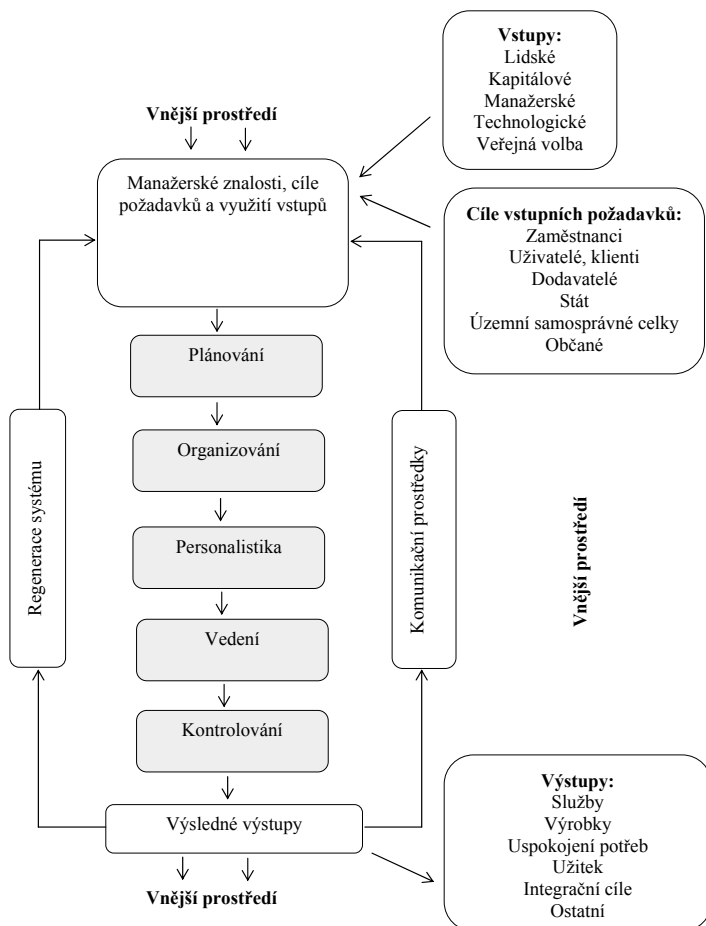 Vstupy:
Lidské
Kapitálové
Manažerské
Technologické
Veřejná volba
Vnější prostředí
Manažerské znalosti, cíle
požadavků a využití vstupů
Cíle vstupních požadavků:
Zaměstnanci
Uživatelé, klienti
Dodavatelé
Stát
Územní samosprávné celky
Občané
Plánování
Organizování
Personalistika
Vedení
Kontrolování
Regenerace systému
Komunikační prostředky
Vnější prostředí
Výsledné výstupy
Výstupy:
Služby
Výrobky
Uspokojení potřeb
Užitek
Integrační cíle
Ostatní
Vnější prostředí